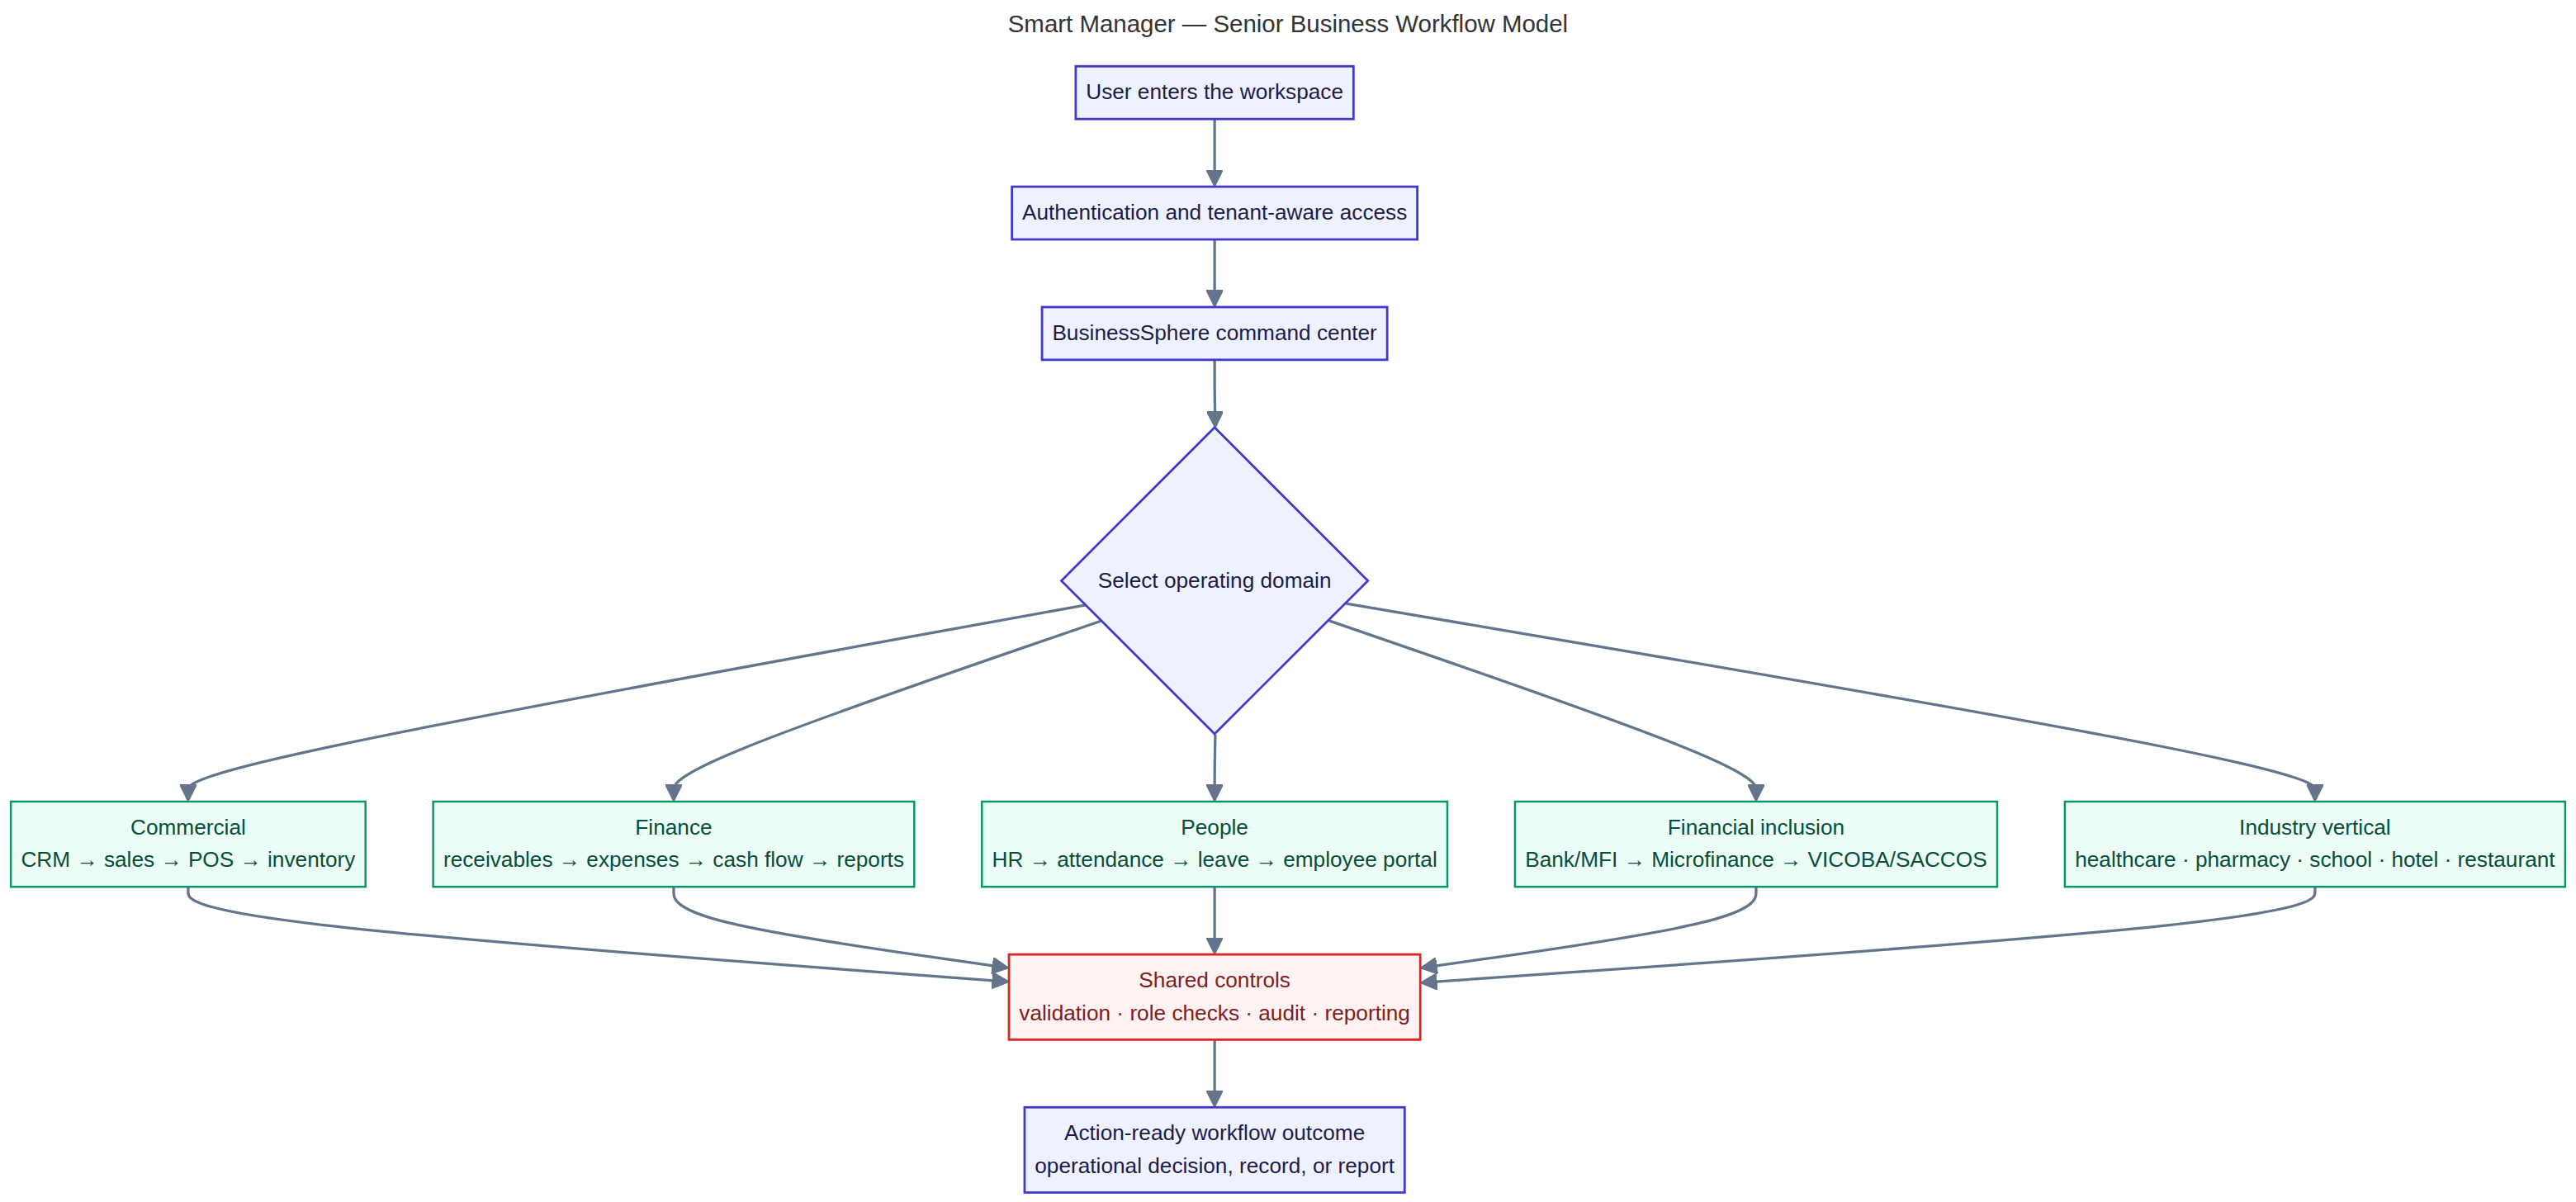 Smart Manager — Senior Business Workflow Model
User enters the workspace
Authentication and tenant-aware access
BusinessSphere command center
Select operating domain
Commercial
CRM → sales → POS → inventory
Finance
receivables → expenses → cash flow → reports
People
HR → attendance → leave → employee portal
Financial inclusion
Bank/MFI → Microfinance → VICOBA/SACCOS
Industry vertical
healthcare · pharmacy · school · hotel · restaurant
Shared controls
validation · role checks · audit · reporting
Action-ready workflow outcome
operational decision, record, or report